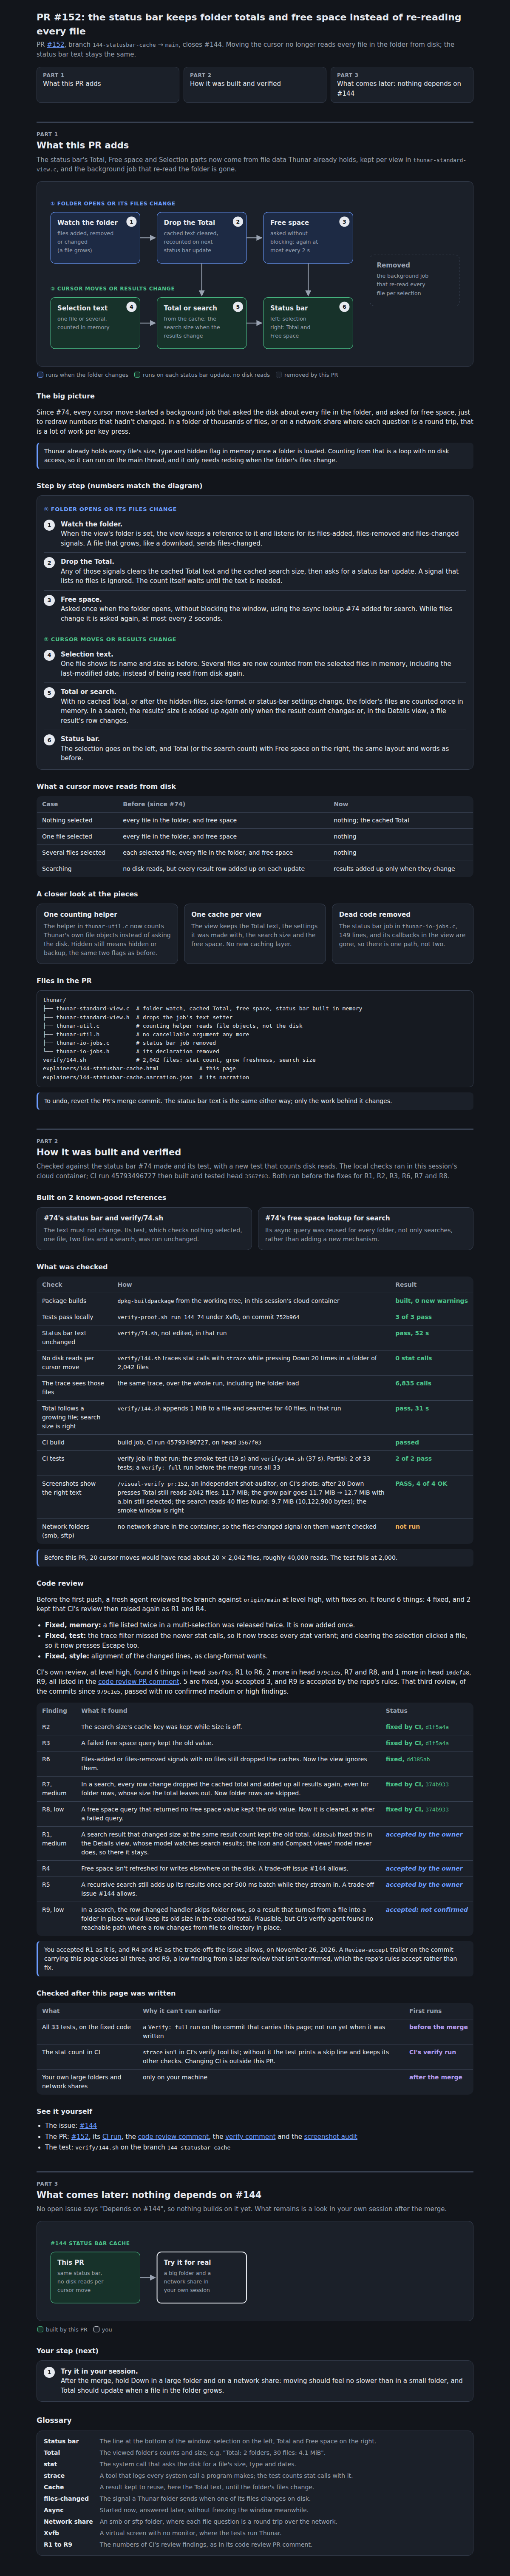 PR #152: the status bar keeps folder totals and free space instead of re-reading
every file
PR #152, branch 144-statusbar-cache → main, closes #144. Moving the cursor no longer reads every file in the folder from disk; the
status bar text stays the same.
PART 1
What this PR adds
PART 2
How it was built and verified
PART 3
What comes later: nothing depends on
#144
PART 1
What this PR adds
The status bar's Total, Free space and Selection parts now come from file data Thunar already holds, kept per view in thunar-standard-
view.c, and the background job that re-read the folder is gone.
① FOLDER OPENS OR ITS FILES CHANGE
Watch the folder
1
files added, removed
or changed
(a file grows)
Drop the Total
2
cached text cleared,
recounted on next
status bar update
Free space
3
asked without
blocking; again at
most every 2 s
Removed
the background job
that re-read every
file per selection
② CURSOR MOVES OR RESULTS CHANGE
Selection text
4
one file or several,
counted in memory
Total or search
5
from the cache; the
search size when the
results change
Status bar
6
left: selection
right: Total and
Free space
runs when the folder changes
runs on each status bar update, no disk reads
removed by this PR
The big picture
Since #74, every cursor move started a background job that asked the disk about every file in the folder, and asked for free space, just
to redraw numbers that hadn't changed. In a folder of thousands of files, or on a network share where each question is a round trip, that
is a lot of work per key press.
Thunar already holds every file's size, type and hidden flag in memory once a folder is loaded. Counting from that is a loop with no disk
access, so it can run on the main thread, and it only needs redoing when the folder's files change.
Step by step (numbers match the diagram)
① FOLDER OPENS OR ITS FILES CHANGE
1
Watch the folder.
When the view's folder is set, the view keeps a reference to it and listens for its files-added, files-removed and files-changed
signals. A file that grows, like a download, sends files-changed.
2
Drop the Total.
Any of those signals clears the cached Total text and the cached search size, then asks for a status bar update. A signal that
lists no files is ignored. The count itself waits until the text is needed.
3
Free space.
Asked once when the folder opens, without blocking the window, using the async lookup #74 added for search. While files
change it is asked again, at most every 2 seconds.
② CURSOR MOVES OR RESULTS CHANGE
4
Selection text.
One file shows its name and size as before. Several files are now counted from the selected files in memory, including the
last-modified date, instead of being read from disk again.
5
Total or search.
With no cached Total, or after the hidden-files, size-format or status-bar settings change, the folder's files are counted once in
memory. In a search, the results' size is added up again only when the result count changes or, in the Details view, a file
result's row changes.
6
Status bar.
The selection goes on the left, and Total (or the search count) with Free space on the right, the same layout and words as
before.
What a cursor move reads from disk
Case Before (since #74) Now
Nothing selected every file in the folder, and free space nothing; the cached Total
One file selected every file in the folder, and free space nothing
Several files selected each selected file, every file in the folder, and free space nothing
Searching no disk reads, but every result row added up on each update results added up only when they change
A closer look at the pieces
One counting helper
The helper in thunar-util.c now counts
Thunar's own file objects instead of asking
the disk. Hidden still means hidden or
backup, the same two flags as before.
One cache per view
The view keeps the Total text, the settings
it was made with, the search size and the
free space. No new caching layer.
Dead code removed
The status bar job in thunar-io-jobs.c,
149 lines, and its callbacks in the view are
gone, so there is one path, not two.
Files in the PR
thunar/
├── thunar-standard-view.c # folder watch, cached Total, free space, status bar built in memory
├── thunar-standard-view.h # drops the job's text setter
├── thunar-util.c # counting helper reads file objects, not the disk
├── thunar-util.h # no cancellable argument any more
├── thunar-io-jobs.c # status bar job removed
└── thunar-io-jobs.h # its declaration removed
verify/144.sh # 2,042 files: stat count, grow freshness, search size
explainers/144-statusbar-cache.html # this page
explainers/144-statusbar-cache.narration.json # its narration
To undo, revert the PR's merge commit. The status bar text is the same either way; only the work behind it changes.
PART 2
How it was built and verified
Checked against the status bar #74 made and its test, with a new test that counts disk reads. The local checks ran in this session's
cloud container; CI run 45793496727 then built and tested head 3567f03. Both ran before the fixes for R1, R2, R3, R6, R7 and R8.
Built on 2 known-good references
#74's status bar and verify/74.sh
The text must not change. Its test, which checks nothing selected,
one file, two files and a search, was run unchanged.
#74's free space lookup for search
Its async query was reused for every folder, not only searches,
rather than adding a new mechanism.
What was checked
Check How Result
Package builds dpkg-buildpackage from the working tree, in this session's cloud container built, 0 new warnings
Tests pass locally verify-proof.sh run 144 74 under Xvfb, on commit 752b964 3 of 3 pass
Status bar text
unchanged
verify/74.sh, not edited, in that run pass, 52 s
No disk reads per
cursor move
verify/144.sh traces stat calls with strace while pressing Down 20 times in a folder of
2,042 files
0 stat calls
The trace sees those
files
the same trace, over the whole run, including the folder load 6,835 calls
Total follows a
growing file; search
size is right
verify/144.sh appends 1 MiB to a file and searches for 40 files, in that run pass, 31 s
CI build build job, CI run 45793496727, on head 3567f03 passed
CI tests verify job in that run: the smoke test (19 s) and verify/144.sh (37 s). Partial: 2 of 33
tests; a Verify: full run before the merge runs all 33
2 of 2 pass
Screenshots show
the right text
/visual-verify pr:152, an independent shot-auditor, on CI's shots: after 20 Down
presses Total still reads 2042 files: 11.7 MiB; the grow pair goes 11.7 MiB → 12.7 MiB with
a bin still selected; the search reads 40 files found: 9.7 MiB (10,122,900 bytes); the
smoke window is right
PASS, 4 of 4 OK
Network folders
(smb, sftp)
no network share in the container, so the files-changed signal on them wasn't checked not run
Before this PR, 20 cursor moves would have read about 20 × 2,042 files, roughly 40,000 reads. The test fails at 2,000.
Code review
Before the first push, a fresh agent reviewed the branch against origin/main at level high, with fixes on. It found 6 things: 4 fixed, and 2
kept that CI's review then raised again as R1 and R4.
• Fixed, memory: a file listed twice in a multi-selection was released twice. It is now added once.
• Fixed, test: the trace filter missed the newer stat calls, so it now traces every stat variant; and clearing the selection clicked a file,
so it now presses Escape too.
• Fixed, style: alignment of the changed lines, as clang-format wants.
CI's own review, at level high, found 6 things in head 3567f03, R1 to R6, 2 more in head 979c1e5, R7 and R8, and 1 more in head 10defa0,
R9, all listed in the code review PR comment. 5 are fixed, you accepted 3, and R9 is accepted by the repo's rules. That third review, of
the commits since 979c1e5, passed with no confirmed medium or high findings.
Finding What it found Status
R2 The search size's cache key was kept while Size is off. fixed by CI, d1f5a4a
R3 A failed free space query kept the old value. fixed by CI, d1f5a4a
R6 Files-added or files-removed signals with no files still dropped the caches. Now the view ignores
them.
fixed, dd385ab
R7,
medium
In a search, every row change dropped the cached total and added up all results again, even for
folder rows, whose size the total leaves out. Now folder rows are skipped.
fixed by CI, 374b933
R8, low A free space query that returned no free space value kept the old value. Now it is cleared, as after
a failed query.
fixed by CI, 374b933
R1,
medium
A search result that changed size at the same result count kept the old total. dd385ab fixed this in
the Details view, whose model watches search results; the Icon and Compact views' model never
does, so there it stays.
accepted by the owner
R4 Free space isn't refreshed for writes elsewhere on the disk. A trade-off issue #144 allows. accepted by the owner
R5 A recursive search still adds up its results once per 500 ms batch while they stream in. A trade-off
issue #144 allows.
accepted by the owner
R9, low In a search, the row-changed handler skips folder rows, so a result that turned from a file into a
folder in place would keep its old size in the cached total. Plausible, but CI's verify agent found no
reachable path where a row changes from file to directory in place.
accepted: not confirmed
You accepted R1 as it is, and R4 and R5 as the trade-offs the issue allows, on November 26, 2026. A Review-accept trailer on the commit
carrying this page closes all three, and R9, a low finding from a later review that isn't confirmed, which the repo's rules accept rather than
fix.
Checked after this page was written
What Why it can't run earlier First runs
All 33 tests, on the fixed code a Verify: full run on the commit that carries this page; not run yet when it was
written
before the merge
The stat count in CI strace isn't in CI's verify tool list; without it the test prints a skip line and keeps its
other checks. Changing CI is outside this PR.
CI's verify run
Your own large folders and
network shares
only on your machine after the merge
See it yourself
• The issue: #144
• The PR: #152, its CI run, the code review comment, the verify comment and the screenshot audit
• The test: verify/144.sh on the branch 144-statusbar-cache
PART 3
What comes later: nothing depends on #144
No open issue says "Depends on #144", so nothing builds on it yet. What remains is a look in your own session after the merge.
#144 STATUS BAR CACHE
This PR
same status bar,
no disk reads per
cursor move
Try it for real
a big folder and a
network share in
your own session
built by this PR
you
Your step (next)
1
Try it in your session.
After the merge, hold Down in a large folder and on a network share: moving should feel no slower than in a small folder, and
Total should update when a file in the folder grows.
Glossary
Status bar The line at the bottom of the window: selection on the left, Total and Free space on the right.
Total The viewed folder's counts and size, e.g. "Total: 2 folders, 30 files: 4.1 MiB".
stat The system call that asks the disk for a file's size, type and dates.
strace A tool that logs every system call a program makes; the test counts stat calls with it.
Cache A result kept to reuse, here the Total text, until the folder's files change.
files-changed The signal a Thunar folder sends when one of its files changes on disk.
Async Started now, answered later, without freezing the window meanwhile.
Network share An smb or sftp folder, where each file question is a round trip over the network.
Xvfb A virtual screen with no monitor, where the tests run Thunar.
R1 to R9 The numbers of CI's review findings, as in its code review PR comment.